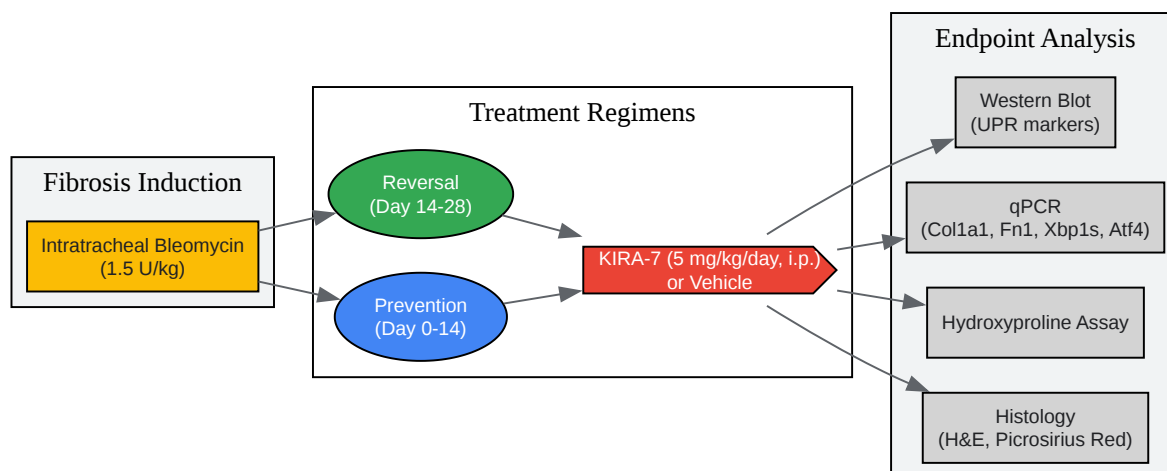 Fibrosis Induction
Intratracheal Bleomycin
(1.5 U/kg)
Treatment Regimens
Reversal
(Day 14-28)
Prevention
(Day 0-14)
KIRA-7 (5 mg/kg/day, i.p.)
or Vehicle
Endpoint Analysis
Western Blot
(UPR markers)
qPCR
(Col1a1, Fn1, Xbp1s, Atf4)
Hydroxyproline Assay
Histology
(H&E, Picrosirius Red)